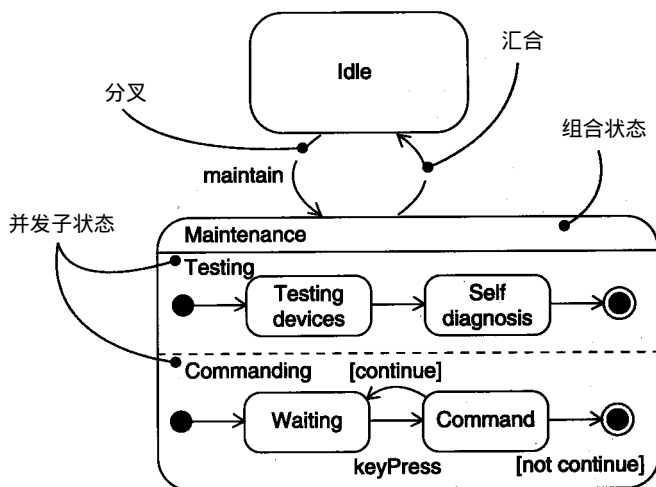 汇合
Idle
分叉
组合状态
maintain
并发子状态
Maintenance
Testing
Testing
devices
Self
diagnosis
Commanding
[continue]
Waiting
Command
keyPress
[not continue]